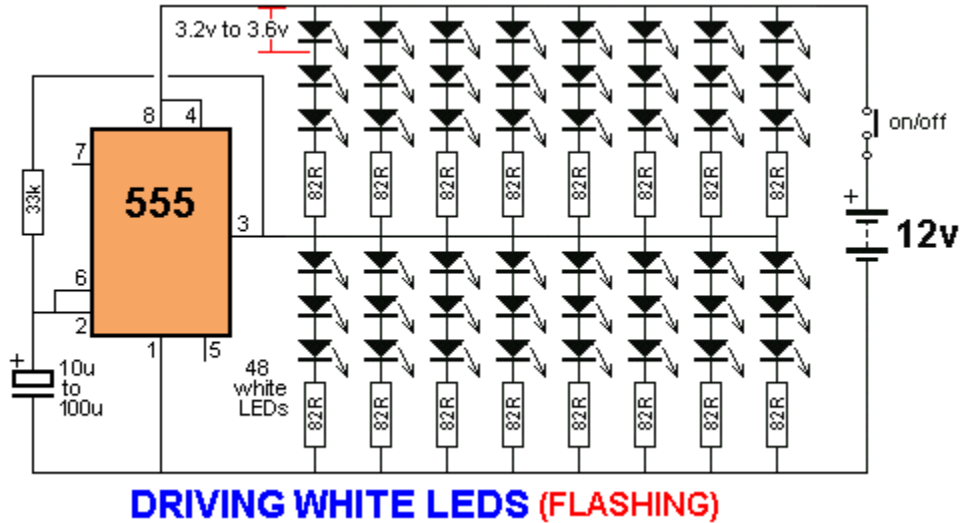 3.2v to 3.6v
8
4
7
555
33k
3
6
2
1
5
+
10u
to
100u
48
white
LEDs
82R 82R 82R 82R 82R 82R 82R 82R
82R 82R 82R 82R 82R 82R 82R 82R
on/off
+
12v
DRIVING WHITE LEDS (FLASHING)